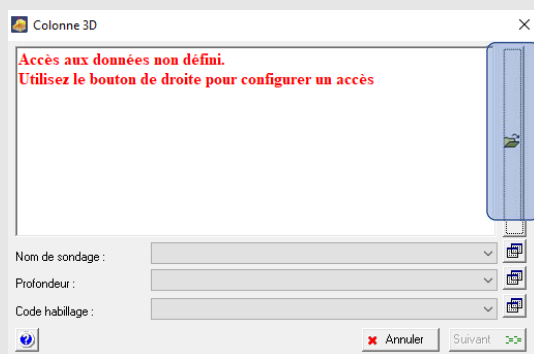 Colonne 3D
Accès aux données non défini.
Utilisez le bouton de droite pour configurer un accès
Nom de sondage :
Profondeur :
Code habillage :
Annuler
Suivant